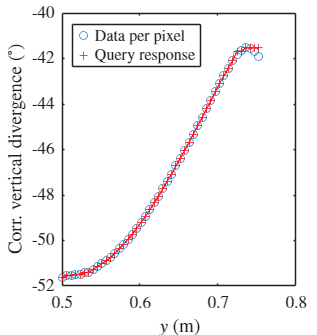 -40
Data per pixel
Query response
-42
-44
-46
-48
-50
-52
Corr. vertical divergence (°)
0.5
0.6
0.7
0.8
y (m)